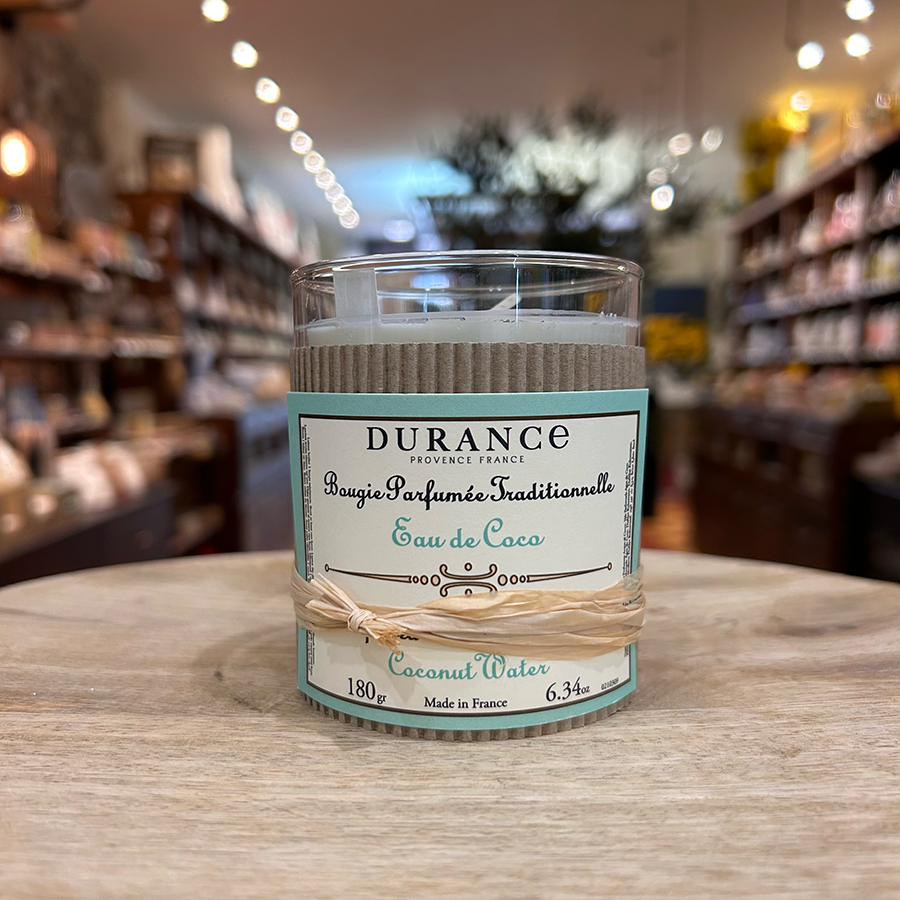 DURANCE
PROVENCE FRANCE
Bougie Parfumée Traditionnelle
Eau de Coco
Coconut Water
180gr
Made in France
6.34oz